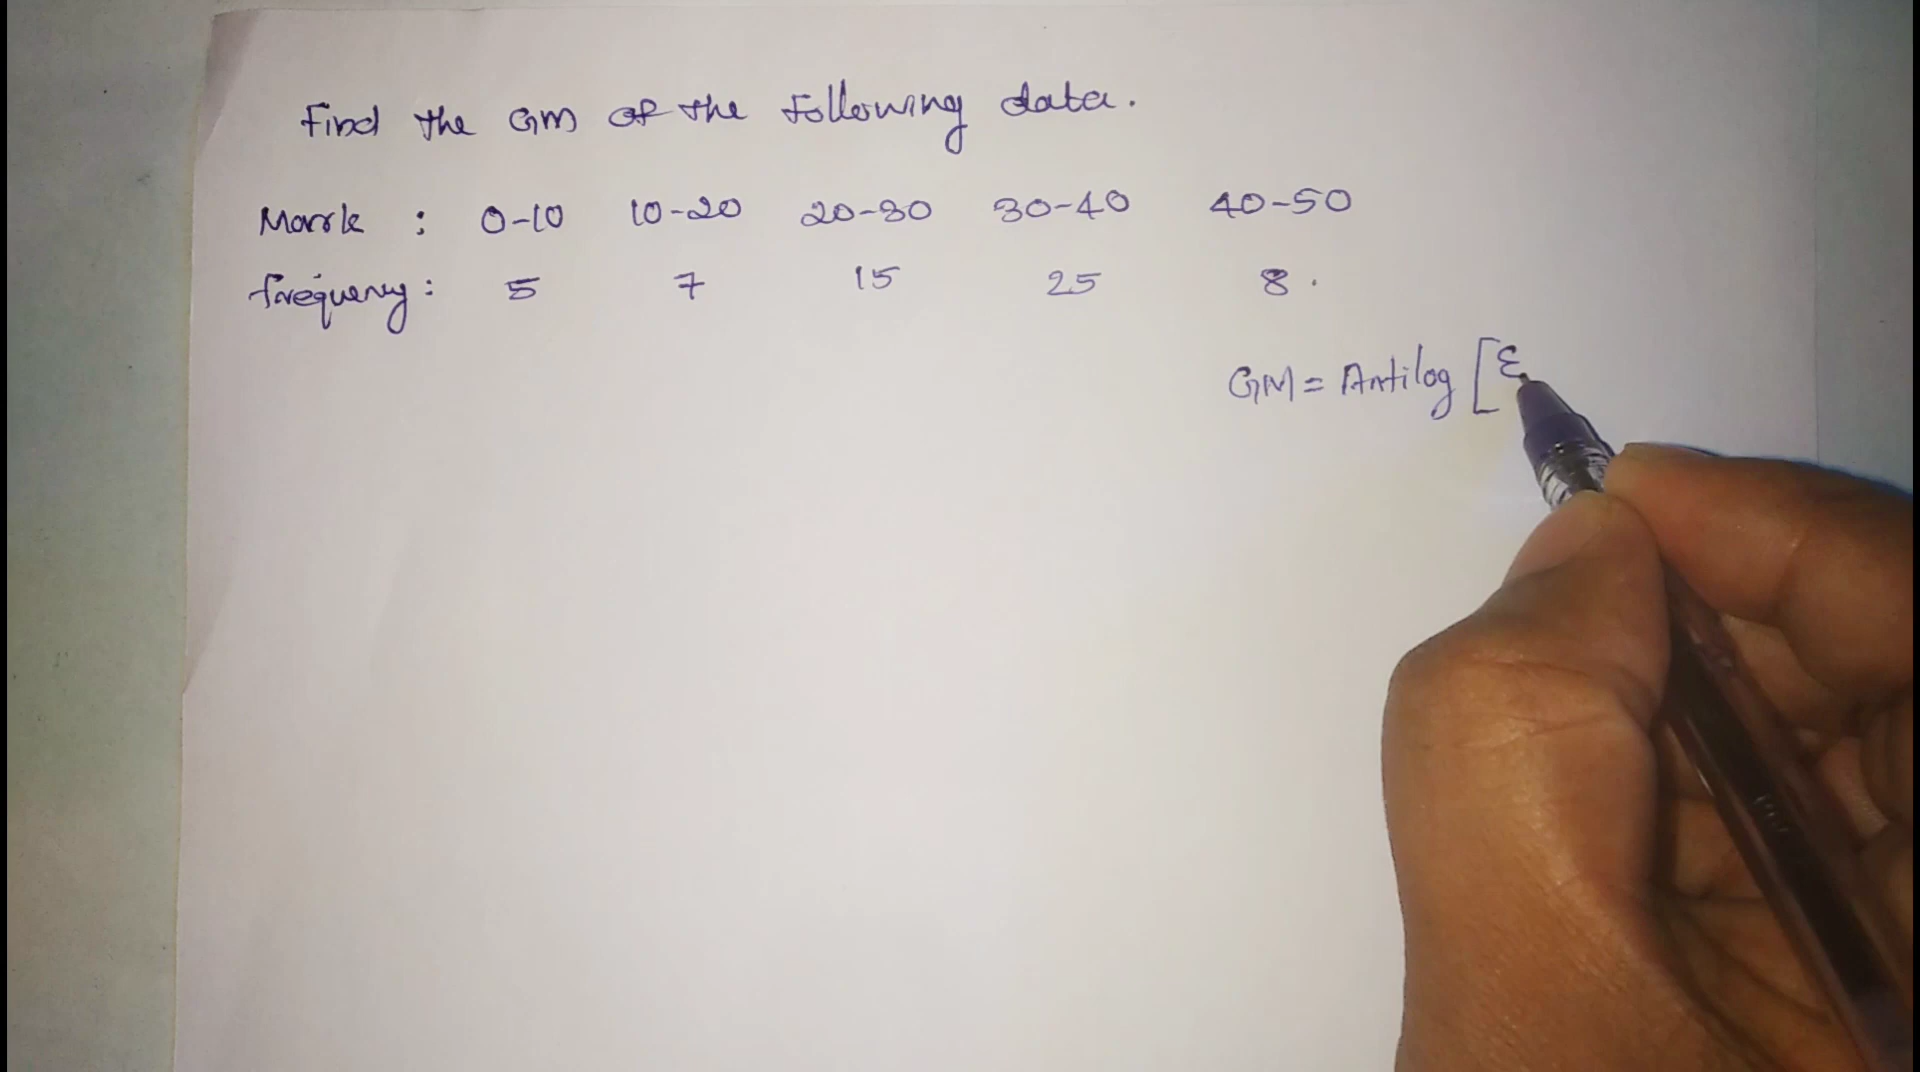 Find the GM of the following data.
Mark : 0-10 10-20 20-30 30-40 40-50
frequency : 5 7 15 25 8 .
GM = Antilog [ Σ